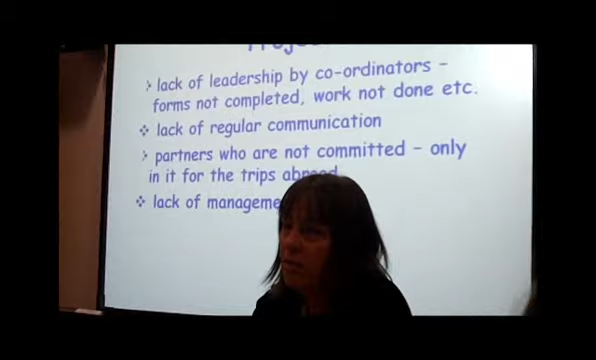 lack of leadership by co-ordinators –
forms not completed, work not done etc.
lack of regular communication
partners who are not committed – only
in it for the trips abroad
lack of